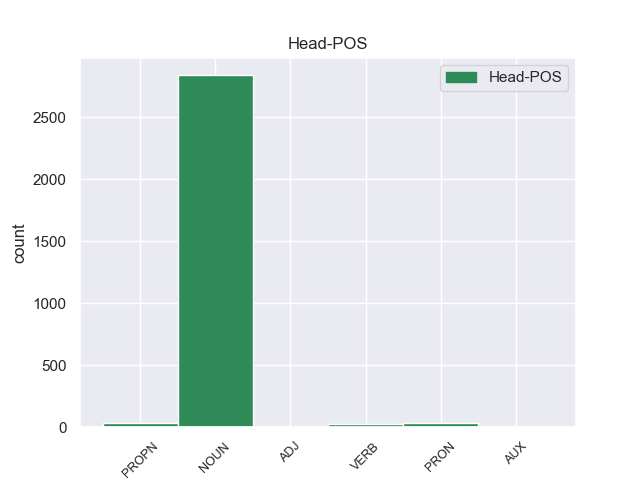 Head-POS
Head-POS
2500
2000
1500
1000
500
0
count
PROPN
NOUN
ADJ
VERB
PRON
AUX